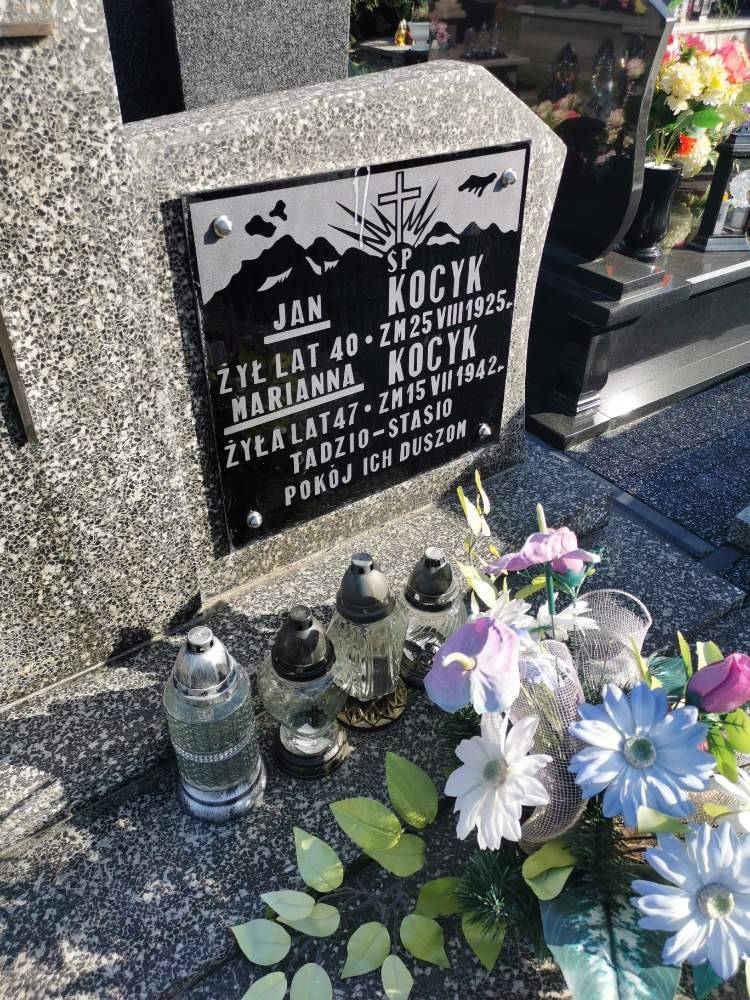 ŚP
JAN KOCYK
ŻYŁ LAT 40 • ZM 25 VIII 1925 r.
MARIANNA KOCYK
ŻYŁA LAT 47 • ZM 15 VII 1942 r.
TADZIO – STASIO
POKÓJ ICH DUSZOM